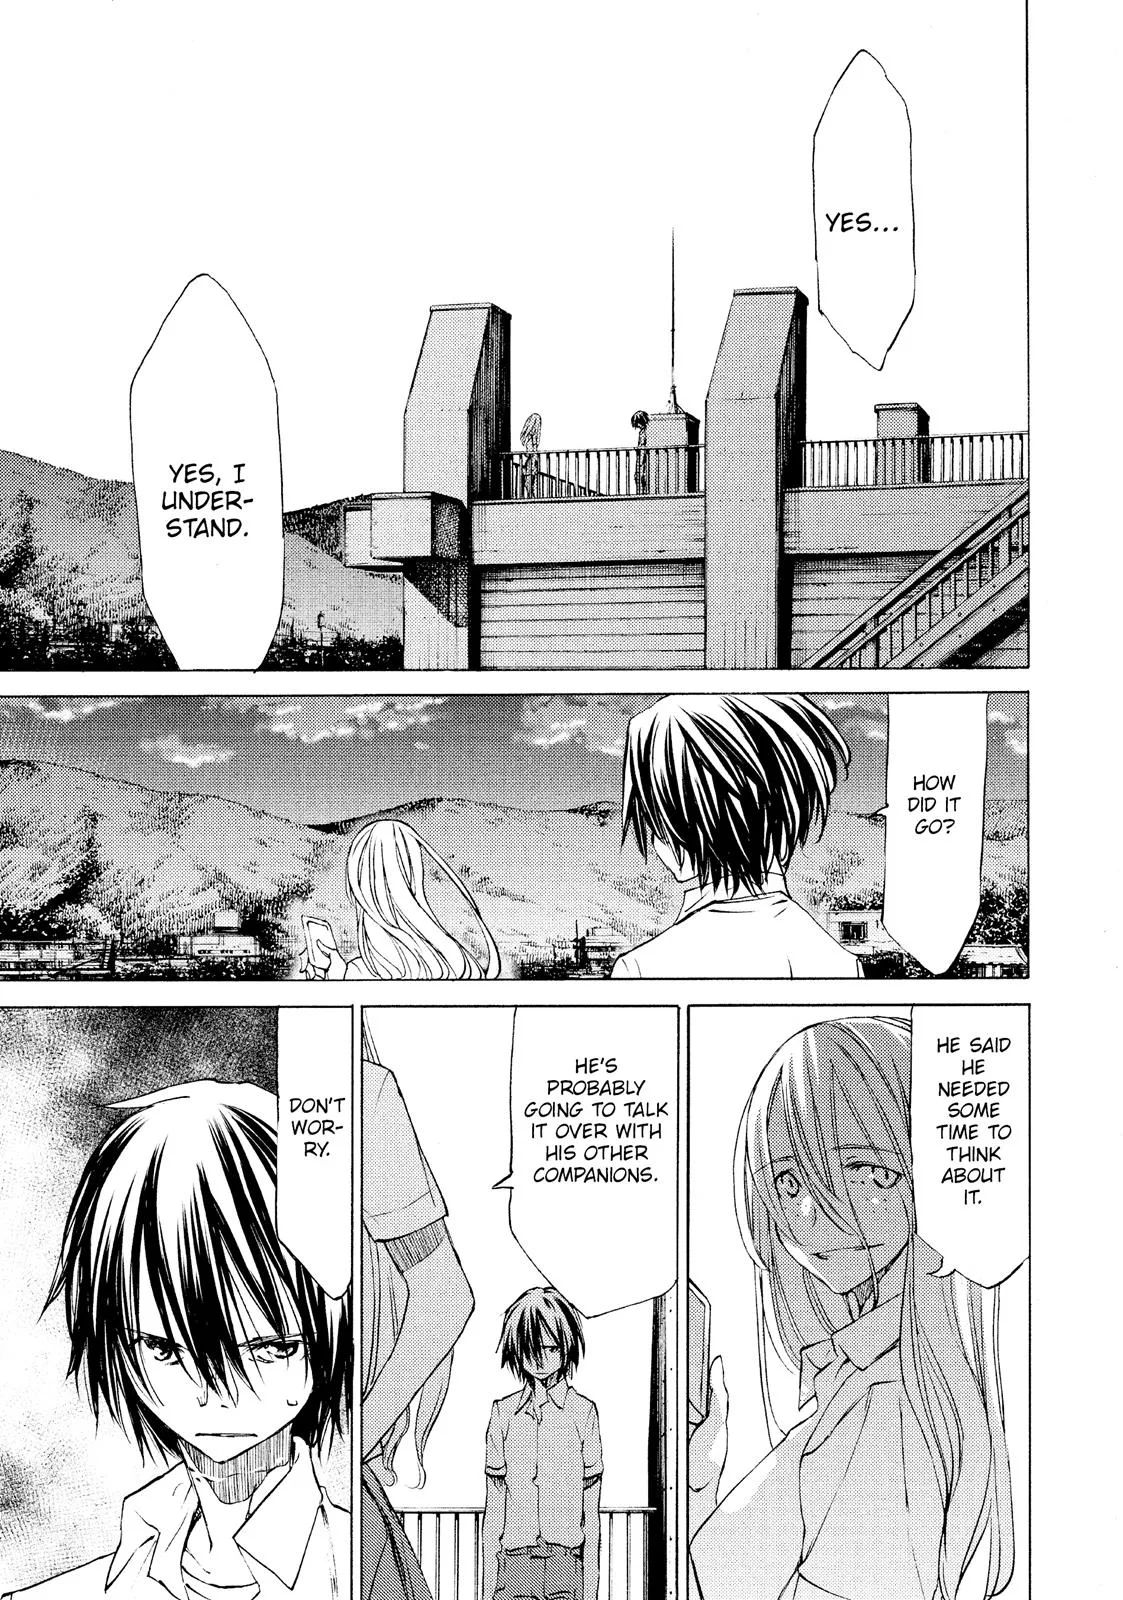 YES...
YES, I
UNDER-
STAND.
HOW
DID IT
GO?
HE SAID
HE
NEEDED
SOME
TIME TO
THINK
ABOUT
IT.
HE'S
PROBABLY
GOING TO TALK
IT OVER WITH
HIS OTHER
COMPANIONS.
DON'T
WOR-
RY.